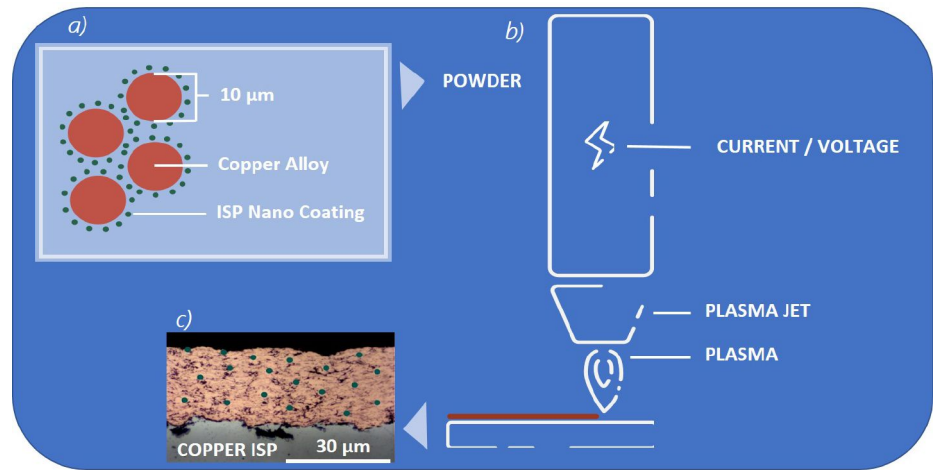 a)
10 µm
Copper Alloy
ISP Nano Coating
POWDER
b)
CURRENT / VOLTAGE
PLASMA JET
PLASMA
c)
COPPER ISP
30 µm